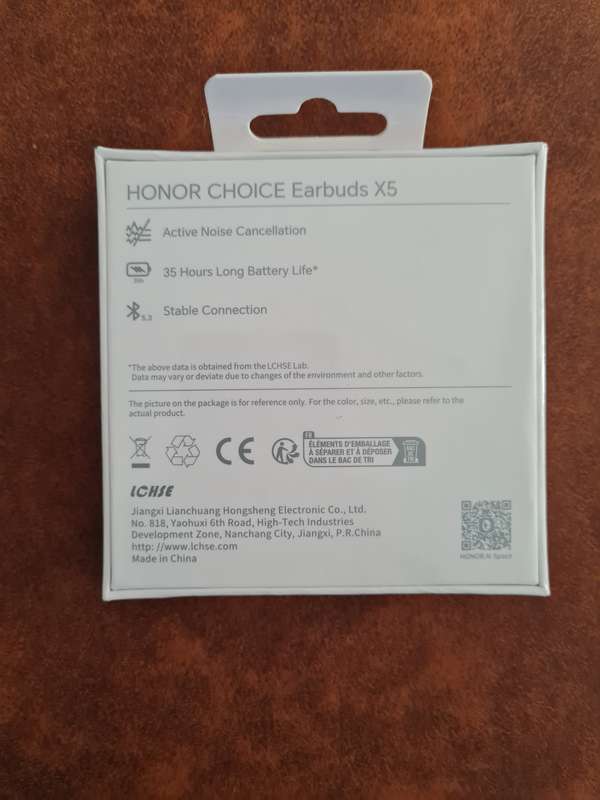 HONOR CHOICE Earbuds X5
Active Noise Cancellation
35h
35 Hours Long Battery Life*
5.3
Stable Connection
*The above data is obtained from the LCHSE Lab.
Data may vary or deviate due to changes of the environment and other factors.
The picture on the package is for reference only. For the color, size, etc., please refer to the
actual product.
CE
FR
ÉLÉMENTS D'EMBALLAGE
À SÉPARER ET À DÉPOSER
DANS LE BAC DE TRI
LCHSE
Jiangxi Lianchuang Hongsheng Electronic Co., Ltd.
No. 818, Yaohuxi 6th Road, High-Tech Industries
Development Zone, Nanchang City, Jiangxi, P.R.China
http: //www.lchse.com
Made in China
HONOR AI Space